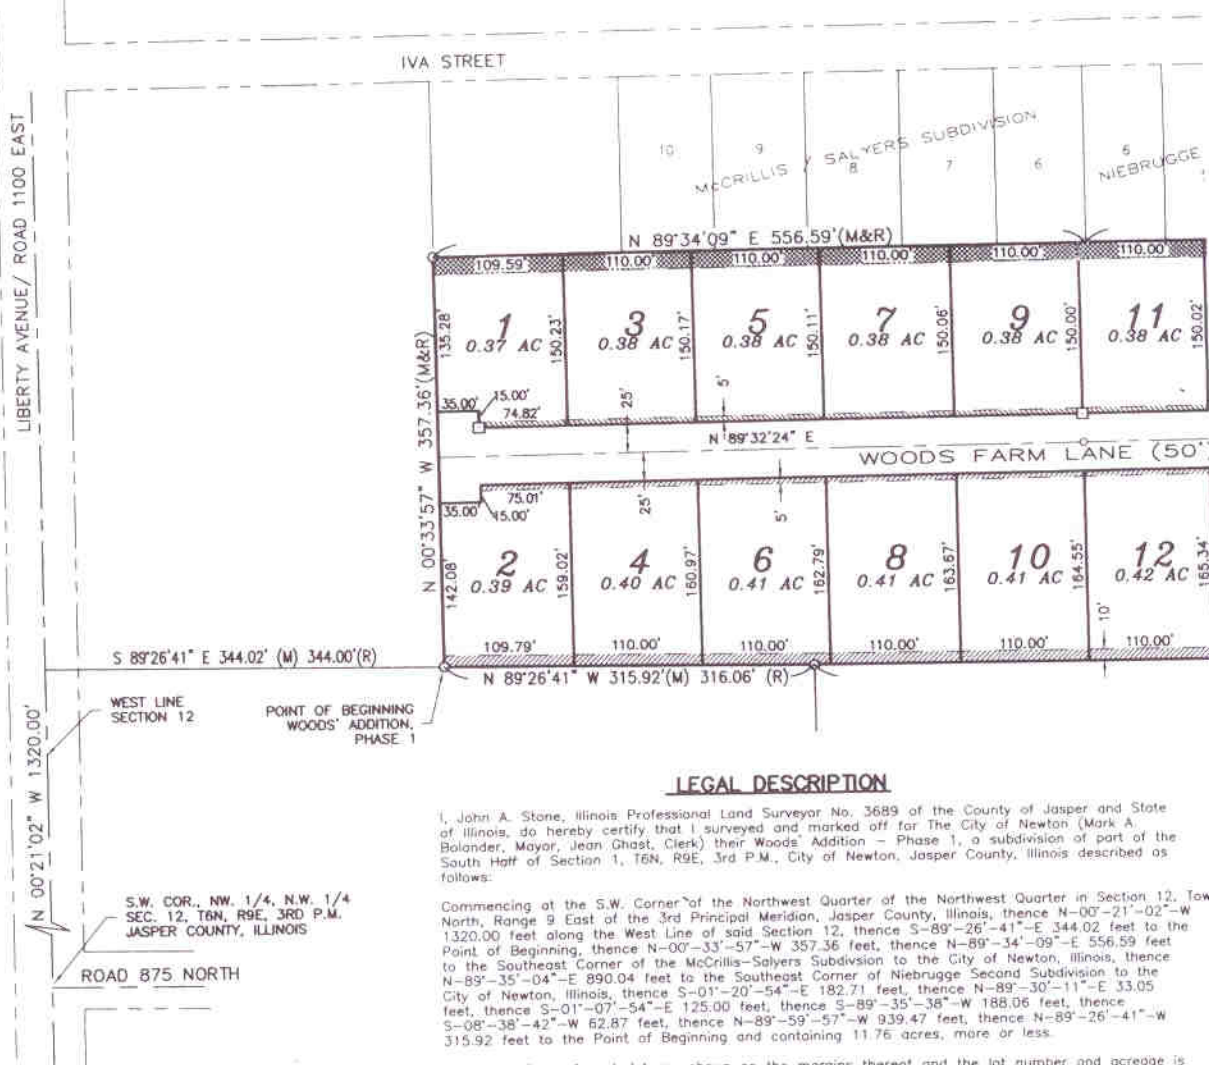 IVA STREET
LIBERTY AVENUE/ ROAD 1100 EAST
10
9
8
7
6
5
McCRILLIS / SALYERS SUBDIVISION
NIEBRUGGE
N 89°34'09" E 556.59'(M&R)
109.59'
110.00'
110.00'
110.00'
110.00'
110.00'
135.28'
1
0.37 AC
150.23'
3
0.38 AC
150.17'
5
0.38 AC
150.11'
7
0.38 AC
150.06'
9
0.38 AC
150.00'
11
0.38 AC
150.02'
35.00'
15.00'
74.82'
25'
5'
N 89°32'24" E
WOODS FARM LANE (50'
N 00°33'57" W 357.36'(M&R)
35.00'
15.00'
75.01'
25'
5'
142.08'
2
0.39 AC
159.02'
4
0.40 AC
160.97'
6
0.41 AC
162.79'
8
0.41 AC
163.67'
10
0.41 AC
164.55'
12
0.42 AC
165.34'
10'
109.79'
110.00'
110.00'
110.00'
110.00'
110.00'
S 89°26'41" E 344.02' (M) 344.00'(R)
N 89°26'41" W 315.92'(M) 316.06' (R)
WEST LINE
SECTION 12
POINT OF BEGINNING
WOODS' ADDITION,
PHASE 1
N 00°21'02" W 1320.00'
S.W. COR., NW. 1/4, N.W. 1/4
SEC. 12, T6N, R9E, 3RD P.M.
JASPER COUNTY, ILLINOIS
ROAD 875 NORTH
LEGAL DESCRIPTION
I, John A. Stone, Illinois Professional Land Surveyor No. 3689 of the County of Jasper and State
of Illinois, do hereby certify that I surveyed and marked off for The City of Newton (Mark A.
Bolander, Mayor, Jean Ghast, Clerk) their Woods' Addition - Phase 1, a subdivision of part of the
South Half of Section 1, T6N, R9E, 3rd P.M., City of Newton, Jasper County, Illinois described as
follows:
Commencing at the S.W. Corner of the Northwest Quarter of the Northwest Quarter in Section 12, Tow
North, Range 9 East of the 3rd Principal Meridian, Jasper County, Illinois, thence N-00°-21'-02"-W
1320.00 feet along the West Line of said Section 12, thence S-89°-26'-41"-E 344.02 feet to the
Point of Beginning, thence N-00°-33'-57"-W 357.36 feet, thence N-89°-34'-09"-E 556.59 feet
to the Southeast Corner of the McCrillis-Salyers Subdivsion to the City of Newton, Illinois, thence
N-89°-35'-04"-E 890.04 feet to the Southeast Corner of Niebrugge Second Subdivision to the
City of Newton, Illinois, thence S-01°-20'-54"-E 182.71 feet, thence N-89°-30'-11"-E 33.05
feet, thence S-01°-07'-54"-E 125.00 feet, thence S-89°-35'-38"-W 188.06 feet, thence
S-08°-38'-42"-W 62.87 feet, thence N-89°-59'-57"-W 939.47 feet, thence N-89°-26'-41"-W
315.92 feet to the Point of Beginning and containing 11.76 acres, more or less.
shown on the margins thereof and the lot number and acreage is